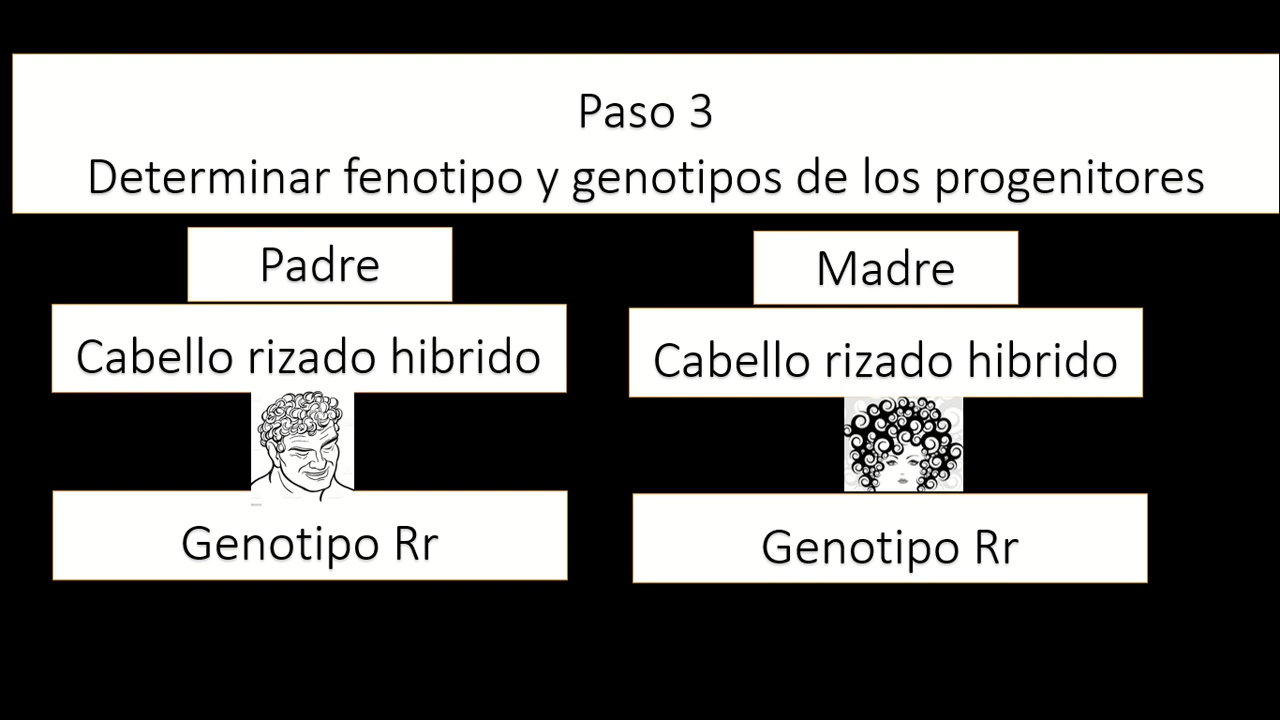 Paso 3
Determinar fenotipo y genotipos de los progenitores
Padre
Madre
Cabello rizado hibrido
Cabello rizado hibrido
Genotipo Rr
Genotipo Rr